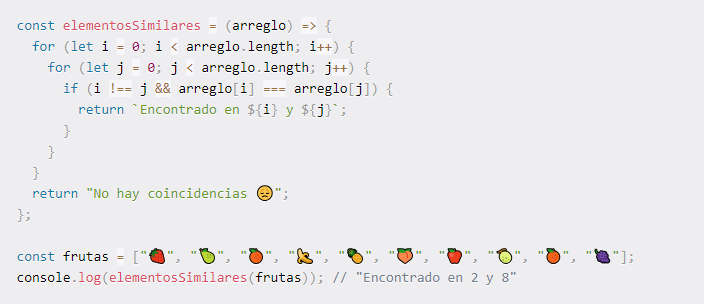 const elementosSimilares = (arreglo) => {
  for (let i = 0; i < arreglo.length; i++) {
    for (let j = 0; j < arreglo.length; j++) {
      if (i !== j && arreglo[i] === arreglo[j]) {
        return `Encontrado en ${i} y ${j}`;
      }
    }
  }
  return "No hay coincidencias 😞";
};

const frutas = ["🍓", "🍐", "🍊", "🍌", "🍍", "🍑", "🍎", "🍈", "🍊", "🍇"];
console.log(elementosSimilares(frutas)); // "Encontrado en 2 y 8"